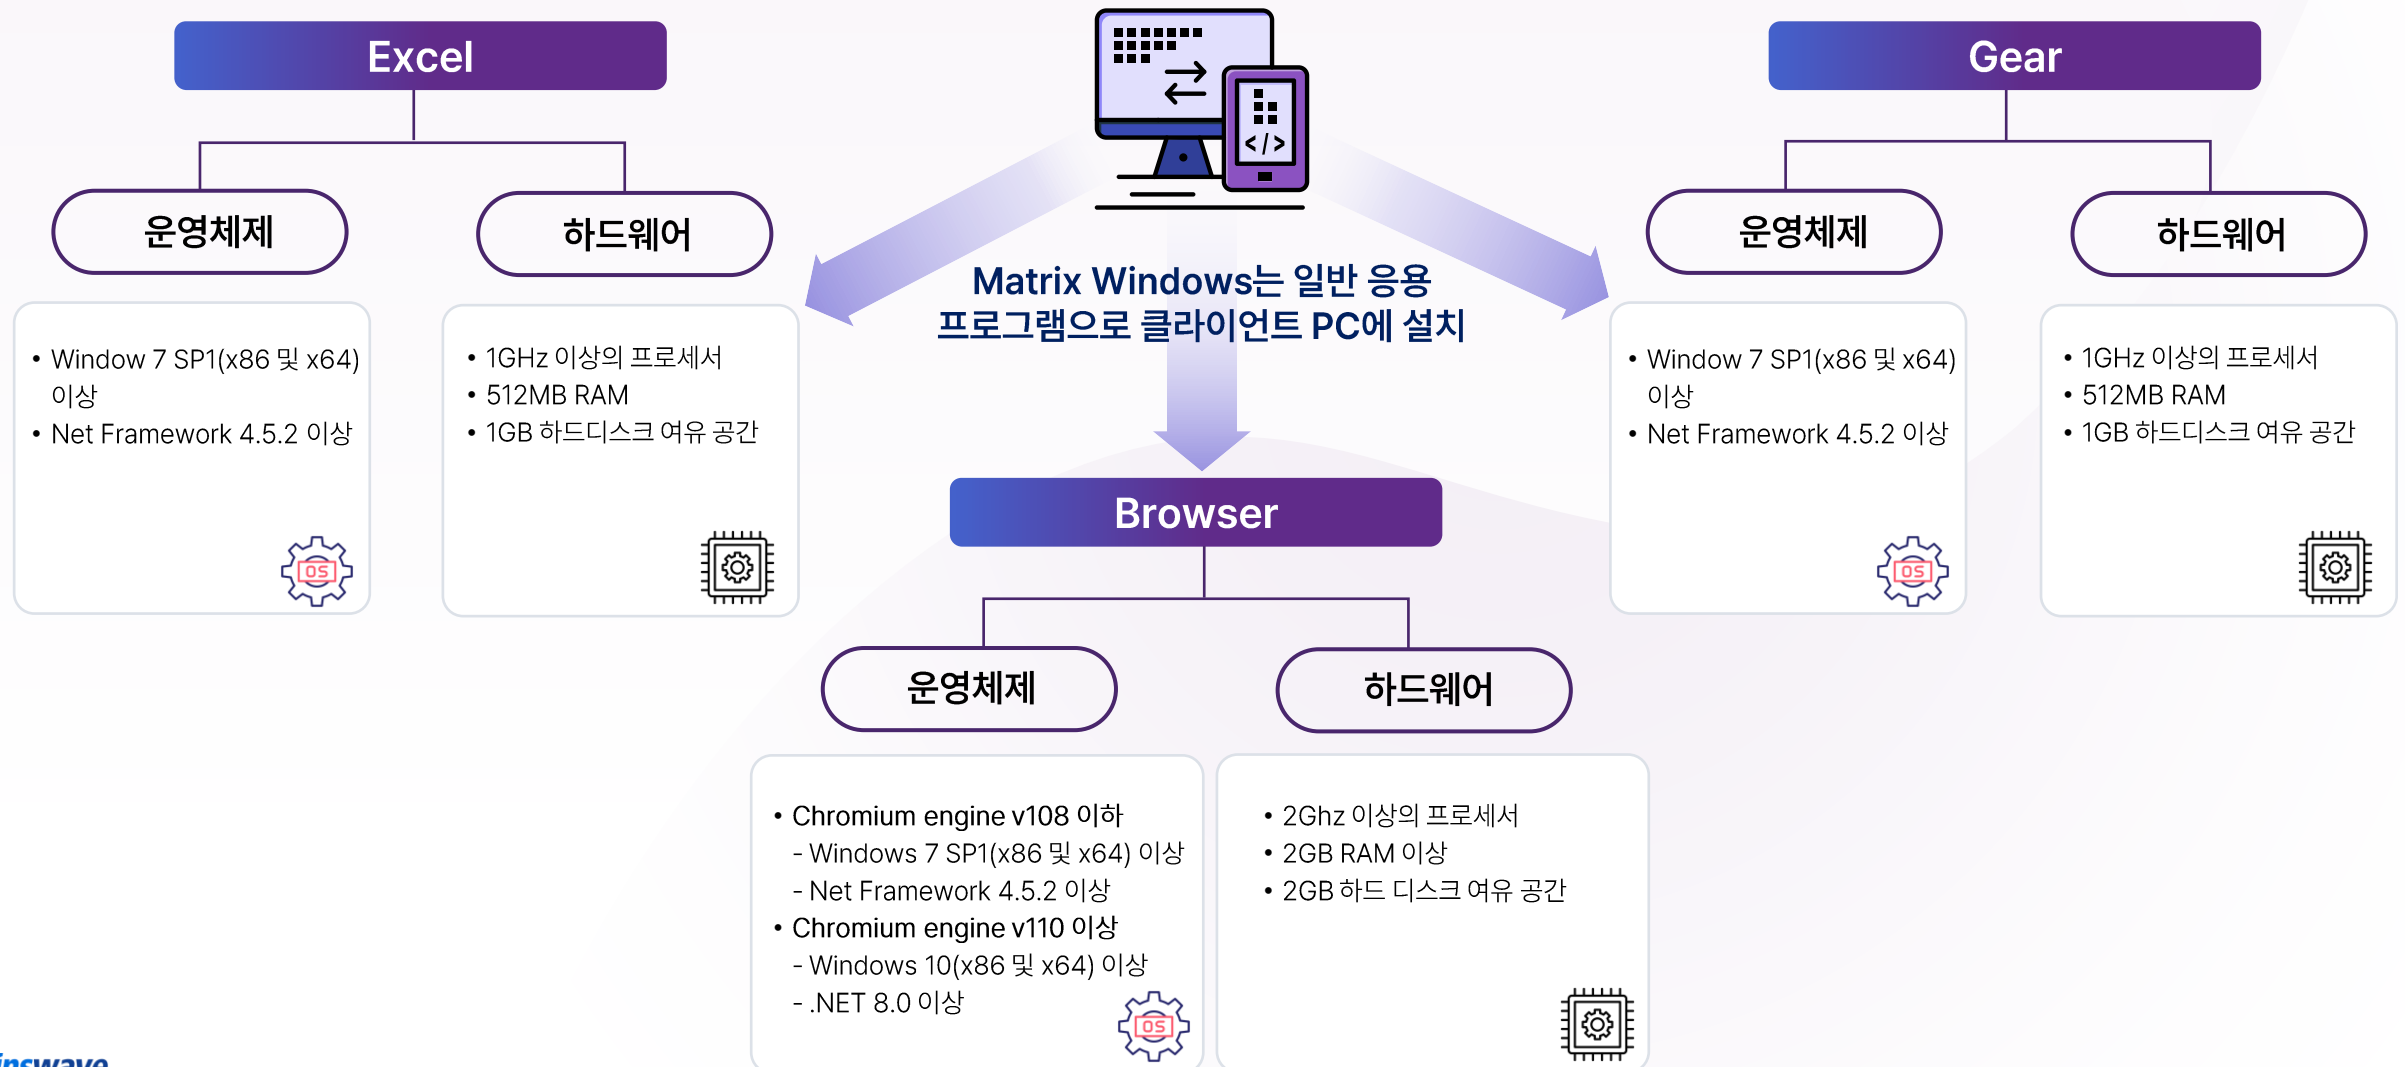 Excel
운영체제
하드웨어
• Window 7 SP1(x86 및 x64)
이상
• Net Framework 4.5.2 이상
• 1GHz 이상의 프로세서
• 512MB RAM
• 1GB 하드디스크 여유 공간
</>
Matrix Windows는 일반 응용
프로그램으로 클라이언트 PC에 설치
Gear
운영체제
하드웨어
• Window 7 SP1(x86 및 x64)
이상
• Net Framework 4.5.2 이상
• 1GHz 이상의 프로세서
• 512MB RAM
• 1GB 하드디스크 여유 공간
OS
OS
Browser
운영체제
하드웨어
• Chromium engine v108 이하
- Windows 7 SP1(x86 및 x64) 이상
- Net Framework 4.5.2 이상
• Chromium engine v110 이상
- Windows 10(x86 및 x64) 이상
- .NET 8.0 이상
• 2Ghz 이상의 프로세서
• 2GB RAM 이상
• 2GB 하드 디스크 여유 공간
OS